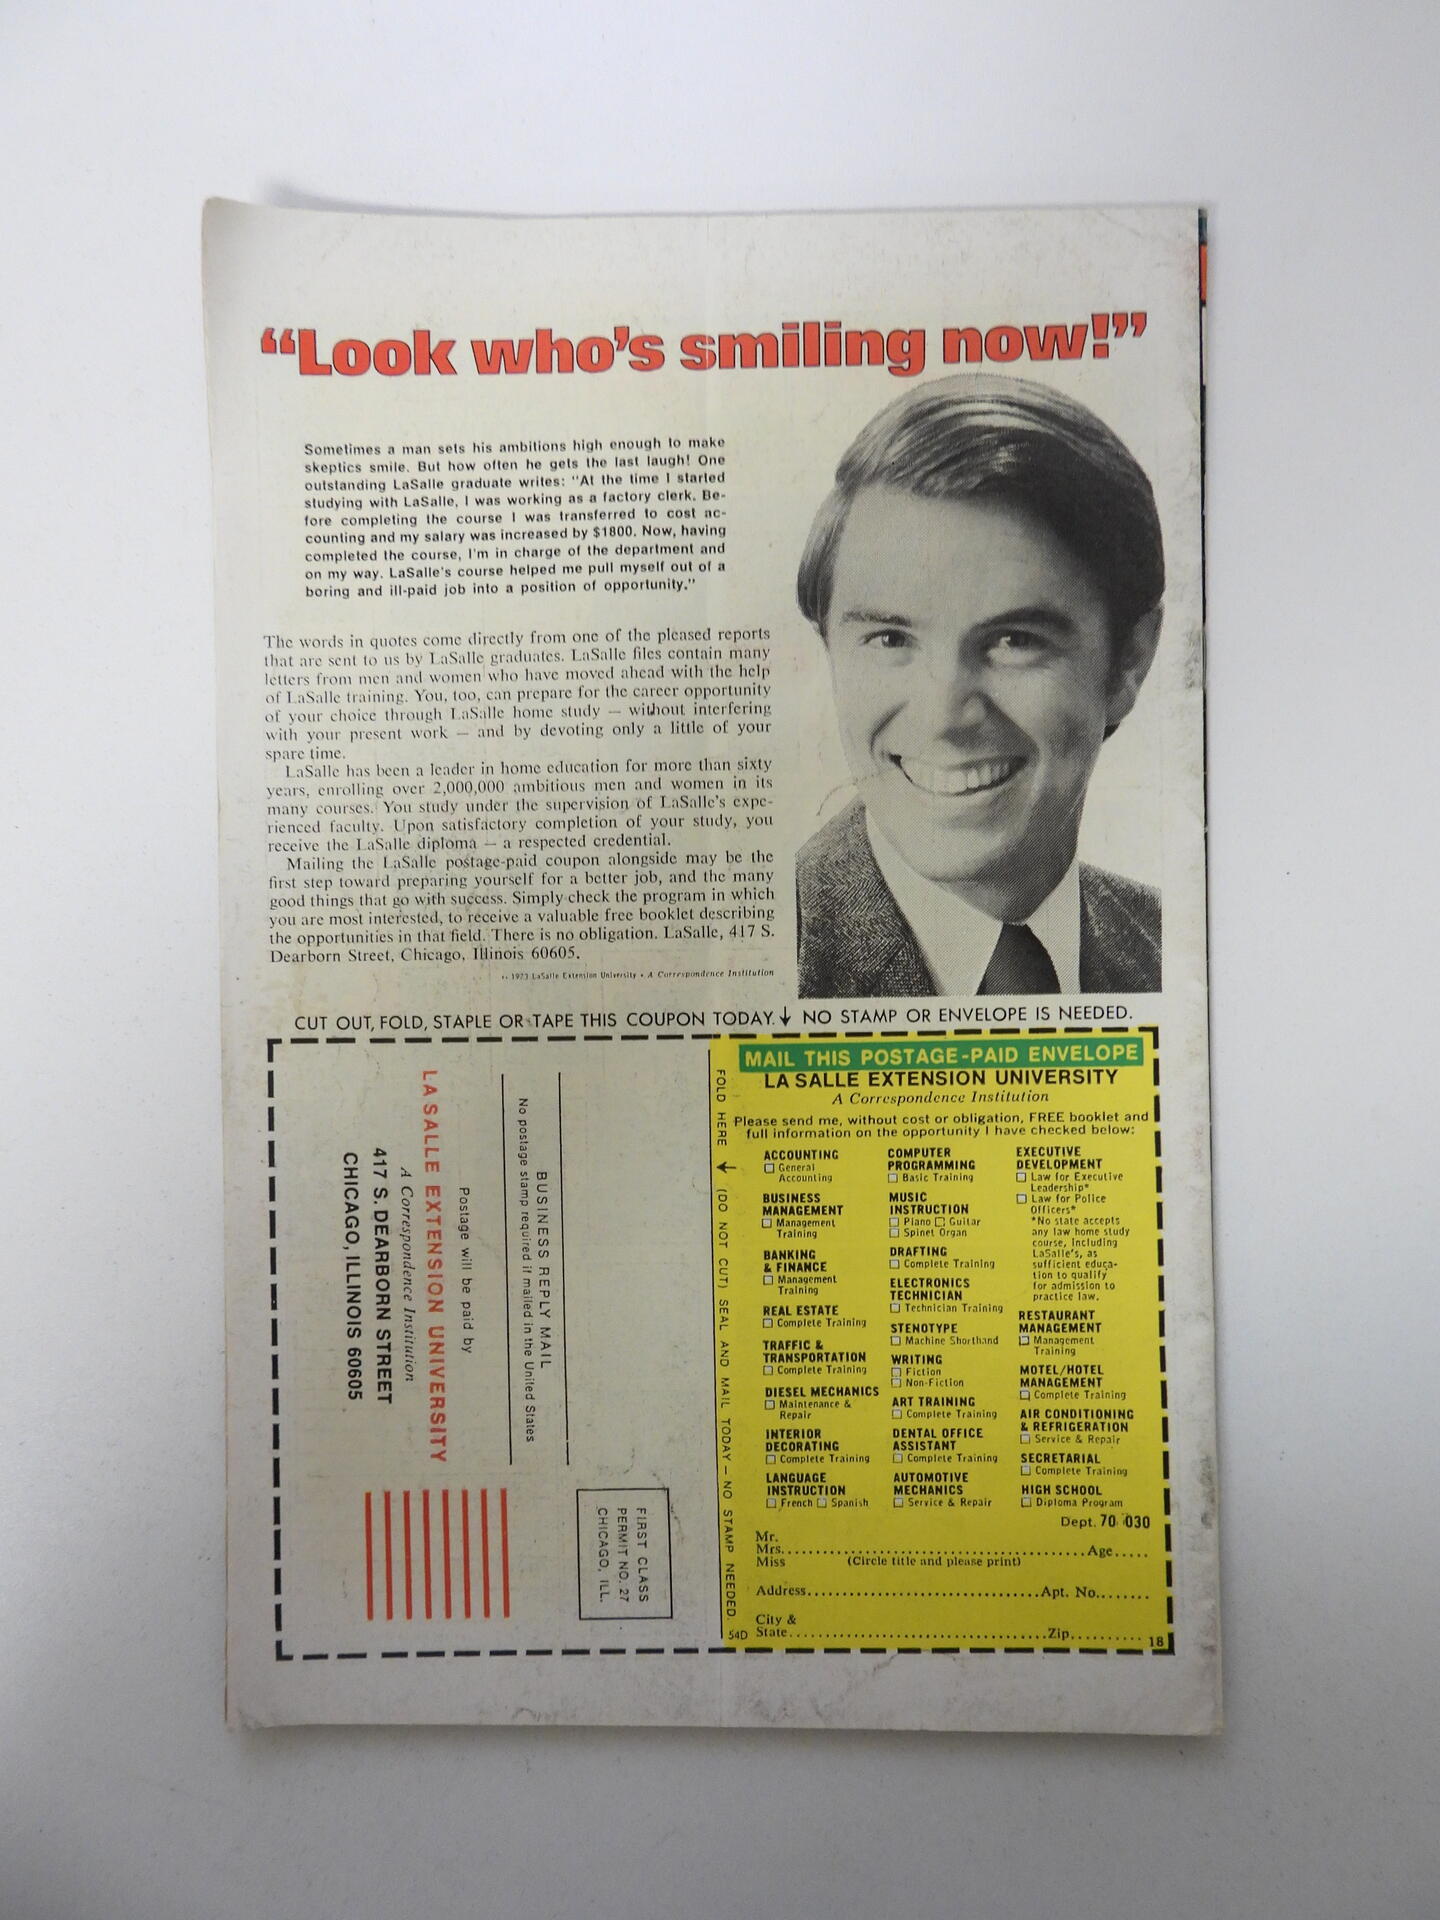 “Look who's smiling now!”
Sometimes a man sets his ambitions high enough to make
skeptics smile. But how often he gets the last laugh! One
outstanding LaSalle graduate writes: "At the time I started
studying with LaSalle, I was working as a factory clerk. Be-
fore completing the course I was transferred to cost ac-
counting and my salary was increased by $1800. Now, having
completed the course, I'm in charge of the department and
on my way. LaSalle's course helped me pull myself out of a
boring and ill-paid job into a position of opportunity."
The words in quotes come directly from one of the pleased reports
that are sent to us by LaSalle graduates. LaSalle files contain many
letters from men and women who have moved ahead with the help
of LaSalle training. You, too, can prepare for the career opportunity
of your choice through LaSalle home study — without interfering
with your present work — and by devoting only a little of your
spare time.
LaSalle has been a leader in home education for more than sixty
years, enrolling over 2,000,000 ambitious men and women in its
many courses. You study under the supervision of LaSalle's expe-
rienced faculty. Upon satisfactory completion of your study, you
receive the LaSalle diploma — a respected credential.
Mailing the LaSalle postage-paid coupon alongside may be the
first step toward preparing yourself for a better job, and the many
good things that go with success. Simply check the program in which
you are most interested, to receive a valuable free booklet describing
the opportunities in that field. There is no obligation. LaSalle, 417 S.
Dearborn Street, Chicago, Illinois 60605.
1973 LaSalle Extension University • A Correspondence Institution
CUT OUT, FOLD, STAPLE OR TAPE THIS COUPON TODAY. ↓ NO STAMP OR ENVELOPE IS NEEDED.
FIRST CLASS
PERMIT NO. 27
CHICAGO, ILL.
BUSINESS REPLY MAIL
No postage stamp required if mailed in the United States
Postage will be paid by
LA SALLE EXTENSION UNIVERSITY
A Correspondence Institution
417 S. DEARBORN STREET
CHICAGO, ILLINOIS 60605
FOLD HERE ↓ (DO NOT CUT) SEAL AND MAIL TODAY — NO STAMP NEEDED.
MAIL THIS POSTAGE-PAID ENVELOPE
LA SALLE EXTENSION UNIVERSITY
A Correspondence Institution
Please send me, without cost or obligation, FREE booklet and
full information on the opportunity I have checked below:
ACCOUNTING
☐ General
Accounting
BUSINESS
MANAGEMENT
☐ Management
Training
BANKING
& FINANCE
☐ Management
Training
REAL ESTATE
☐ Complete Training
TRAFFIC &
TRANSPORTATION
☐ Complete Training
DIESEL MECHANICS
☐ Maintenance &
Repair
INTERIOR
DECORATING
☐ Complete Training
LANGUAGE
INSTRUCTION
☐ French ☐ Spanish
COMPUTER
PROGRAMMING
☐ Basic Training
MUSIC
INSTRUCTION
☐ Piano ☐ Guitar
☐ Spinet Organ
DRAFTING
☐ Complete Training
ELECTRONICS
TECHNICIAN
☐ Technician Training
STENOTYPE
☐ Machine Shorthand
WRITING
☐ Fiction
☐ Non-Fiction
ART TRAINING
☐ Complete Training
DENTAL OFFICE
ASSISTANT
☐ Complete Training
AUTOMOTIVE
MECHANICS
☐ Service & Repair
EXECUTIVE
DEVELOPMENT
☐ Law for Executive
Leadership*
☐ Law for Police
Officers*
*No state accepts
any law home study
course, including
LaSalle's, as
sufficient educa-
tion to qualify
for admission to
practice law.
RESTAURANT
MANAGEMENT
☐ Management
Training
MOTEL/HOTEL
MANAGEMENT
☐ Complete Training
AIR CONDITIONING
& REFRIGERATION
☐ Service & Repair
SECRETARIAL
☐ Complete Training
HIGH SCHOOL
☐ Diploma Program
Dept. 70-030
Mr.
Mrs. ........ Age .....
Miss (Circle title and please print)
Address ........ Apt. No. ........
City &
State ........ Zip ..........
54D
18